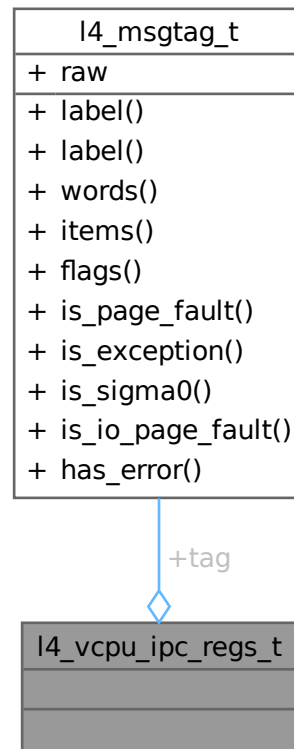 l4_msgtag_t
+ raw
+ label()
+ label()
+ words()
+ items()
+ flags()
+ is_page_fault()
+ is_exception()
+ is_sigma0()
+ is_io_page_fault()
+ has_error()
+tag
l4_vcpu_ipc_regs_t